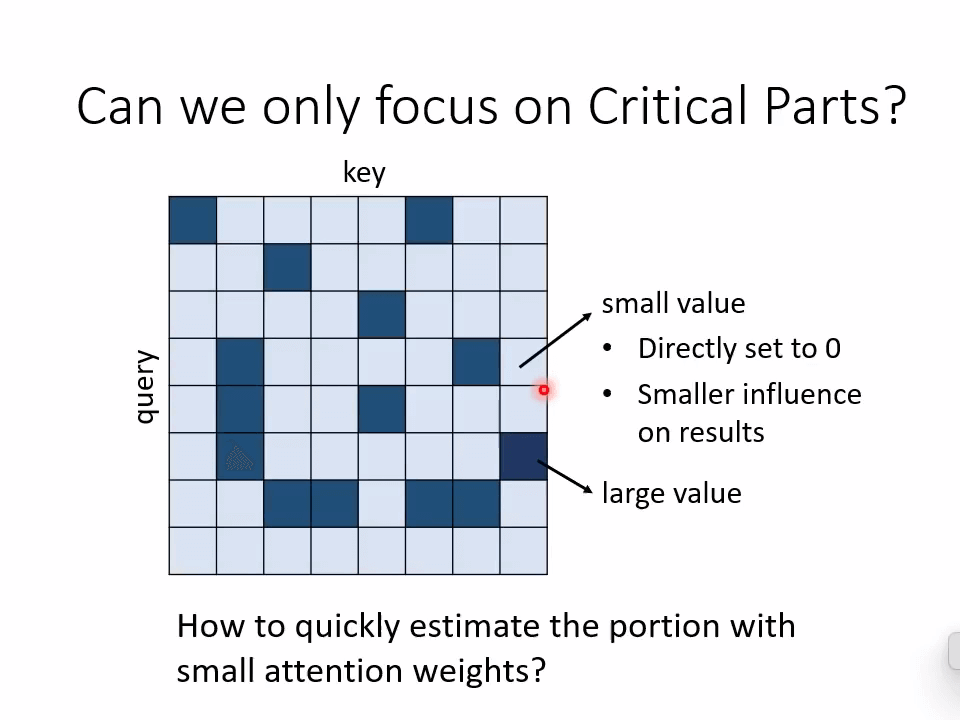 Can we only focus on Critical Parts?
key
query
small value
• Directly set to 0
• Smaller influence
on results
large value
How to quickly estimate the portion with
small attention weights?